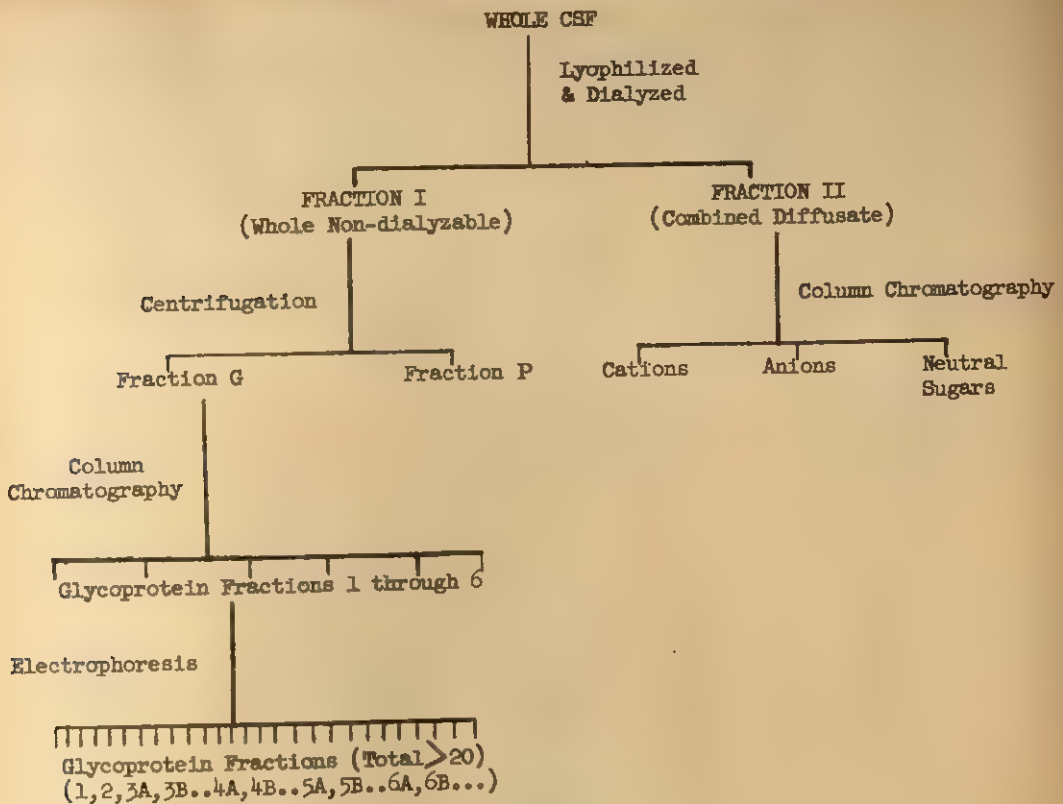 WHOLE CSF
Lyophilized
& Dialyzed
FRACTION I
(Whole Non-dialyzable)
FRACTION II
(Combined Diffusate)
Centrifugation
Column Chromatography
Fraction G
Fraction P
Cations
Anions
Neutral
Sugars
Column
Chromatography
Glycoprotein Fractions 1 through 6
Electrophoresis
Glycoprotein Fractions (Total>20)
(1,2,3A,3B..4A,4B..5A,5B..6A,6B...)